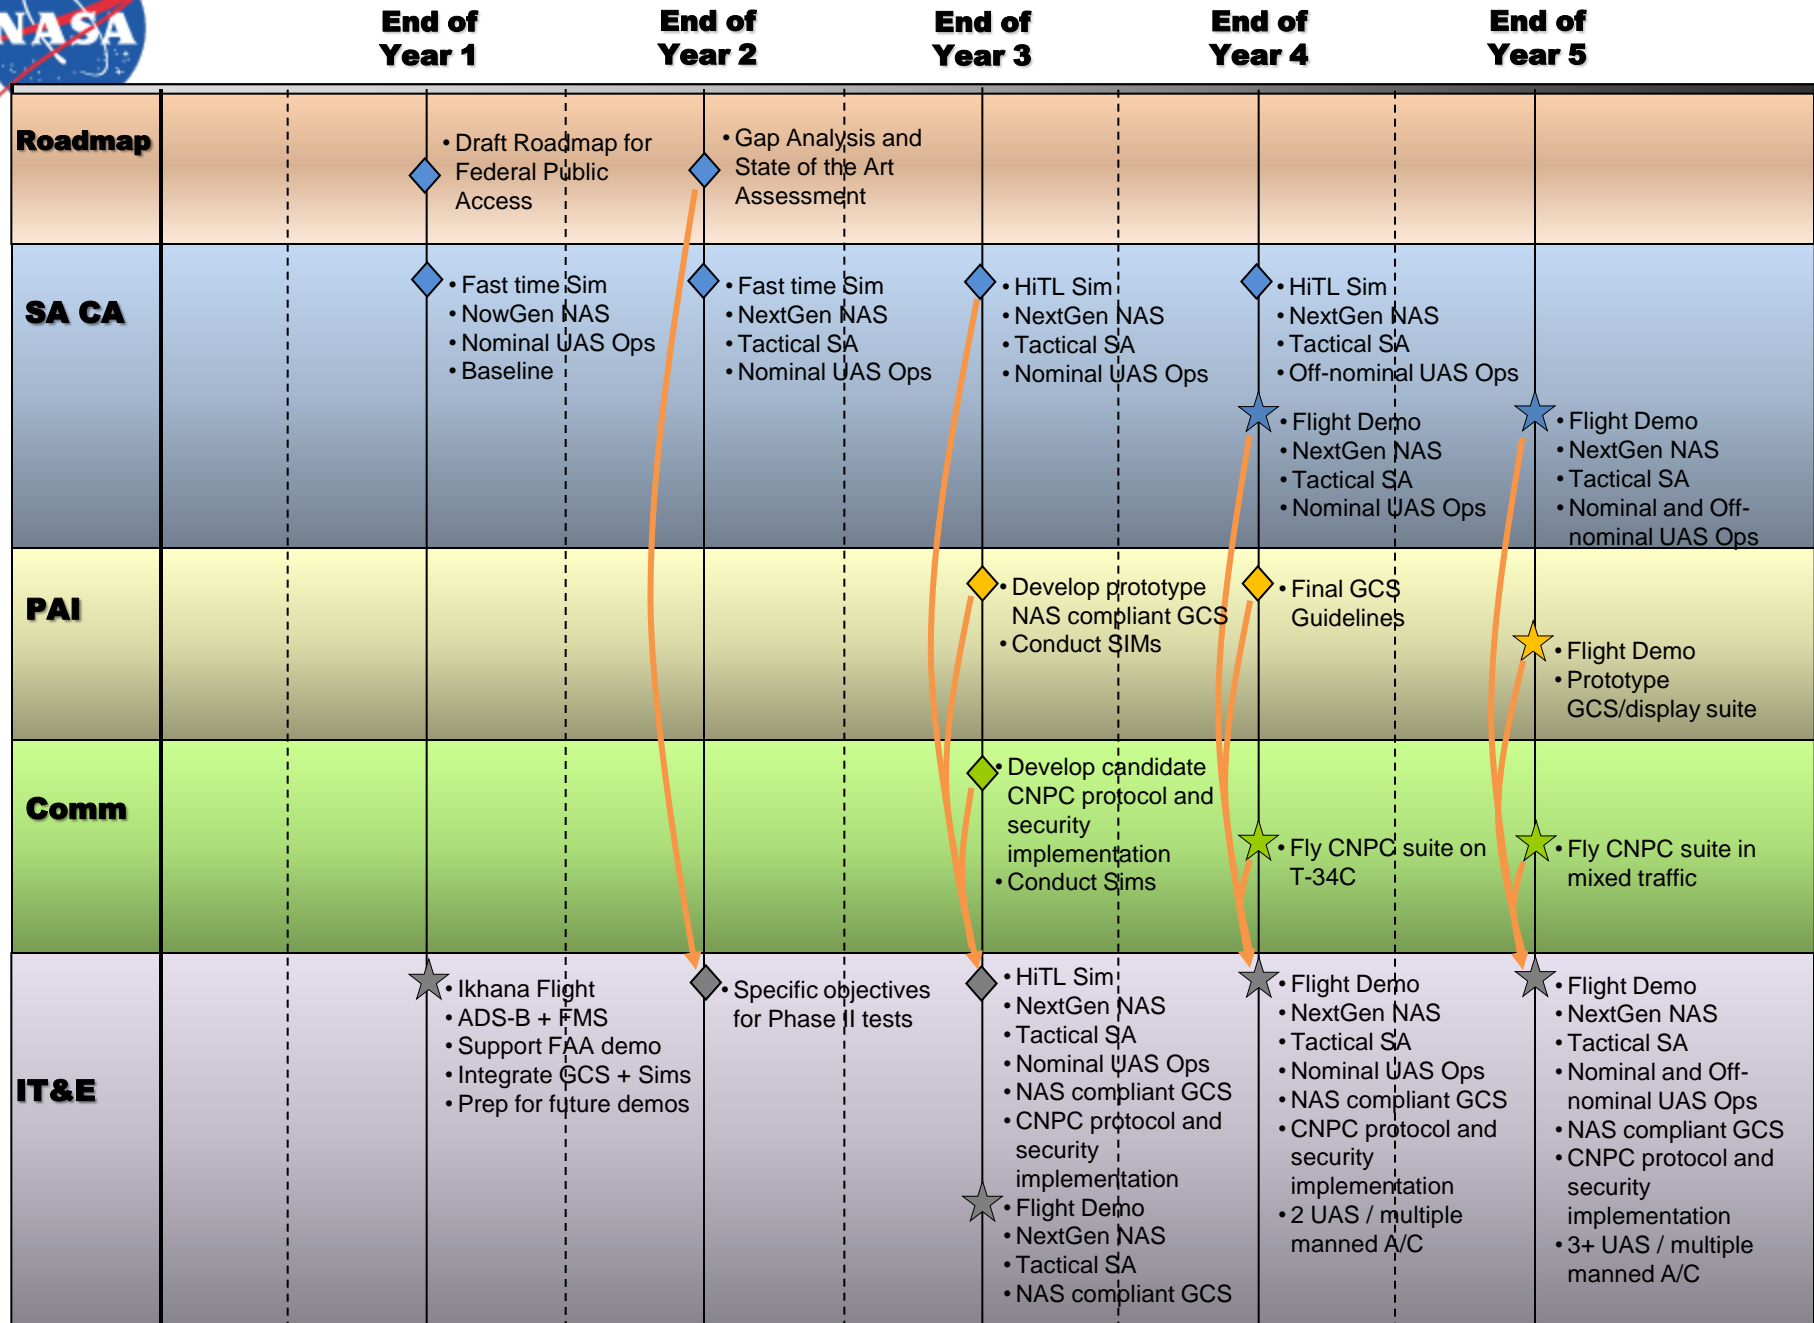 NASA
End of
Year 1
End of
Year 2
End of
Year 3
End of
Year 4
End of
Year 5
Roadmap
• Draft Roadmap for
Federal Public
Access
• Gap Analysis and
State of the Art
Assessment
SA CA
• Fast time Sim
• NowGen NAS
• Nominal UAS Ops
• Baseline
• Fast time Sim
• NextGen NAS
• Tactical SA
• Nominal UAS Ops
• HiTL Sim
• NextGen NAS
• Tactical SA
• Nominal UAS Ops
• HiTL Sim
• NextGen NAS
• Tactical SA
• Off-nominal UAS Ops
• Flight Demo
• NextGen NAS
• Tactical SA
• Nominal UAS Ops
• Flight Demo
• NextGen NAS
• Tactical SA
• Nominal and Off-
nominal UAS Ops
PAI
• Develop prototype
NAS compliant GCS
• Conduct SIMs
• Final GCS
Guidelines
• Flight Demo
• Prototype
GCS/display suite
Comm
• Develop candidate
CNPC protocol and
security
implementation
• Conduct Sims
• Fly CNPC suite on
T-34C
• Fly CNPC suite in
mixed traffic
IT&E
• Ikhana Flight
• ADS-B + FMS
• Support FAA demo
• Integrate GCS + Sims
• Prep for future demos
• Specific objectives
for Phase II tests
• HiTL Sim
• NextGen NAS
• Tactical SA
• Nominal UAS Ops
• NAS compliant GCS
• CNPC protocol and
security
implementation
• Flight Demo
• NextGen NAS
• Tactical SA
• NAS compliant GCS
• Flight Demo
• NextGen NAS
• Tactical SA
• Nominal UAS Ops
• NAS compliant GCS
• CNPC protocol and
security
implementation
• 2 UAS / multiple
manned A/C
• Flight Demo
• NextGen NAS
• Tactical SA
• Nominal and Off-
nominal UAS Ops
• NAS compliant GCS
• CNPC protocol and
security
implementation
• 3+ UAS / multiple
manned A/C